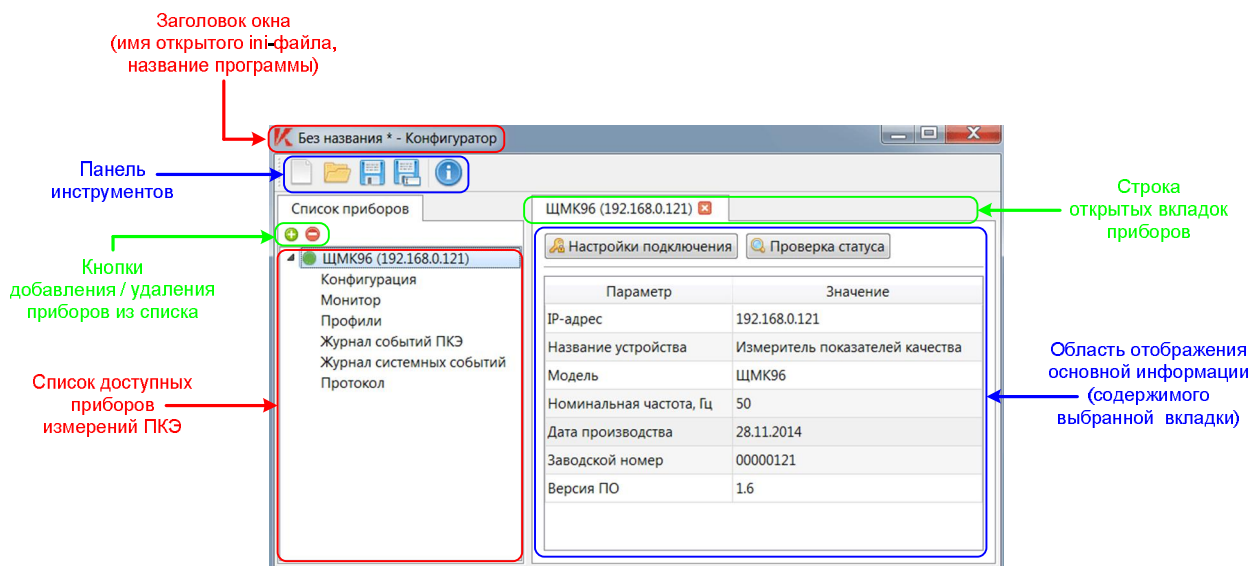 Заголовок окна
(имя открытого ini-файла,
название программы)
Без названия * - Конфигуратор
Панель
инструментов
Строка
открытых вкладок
приборов
Список приборов
ЩМК96 (192.168.0.121)
Кнопки
добавления / удаления
приборов из списка
Список доступных
приборов
измерений ПКЭ
ЩМК96 (192.168.0.121)
Конфигурация
Монитор
Профили
Журнал событий ПКЭ
Журнал системных событий
Протокол
Настройки подключения Проверка статуса
Параметр Значение
IP-адрес 192.168.0.121
Название устройства Измеритель показателей качества
Модель ЩМК96
Номинальная частота, Гц 50
Дата производства 28.11.2014
Заводской номер 00000121
Версия ПО 1.6
Область отображения
основной информации
(содержимого
выбранной вкладки)